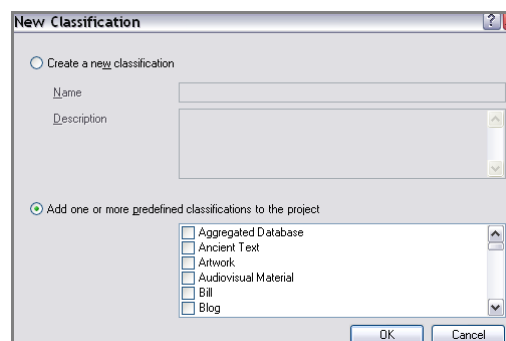 New Classification
?
Create a new classification
Name
Description
Add one or more predefined classifications to the project
Aggregated Database
Ancient Text
Artwork
Audiovisual Material
Bill
Blog
OK Cancel